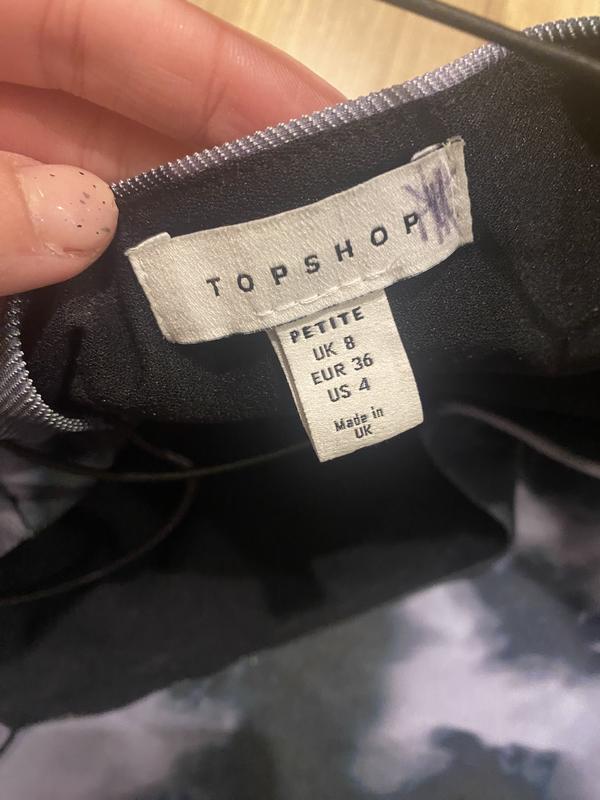 TOPSHOP
PETITE
UK 8
EUR 36
US 4
Made in
UK